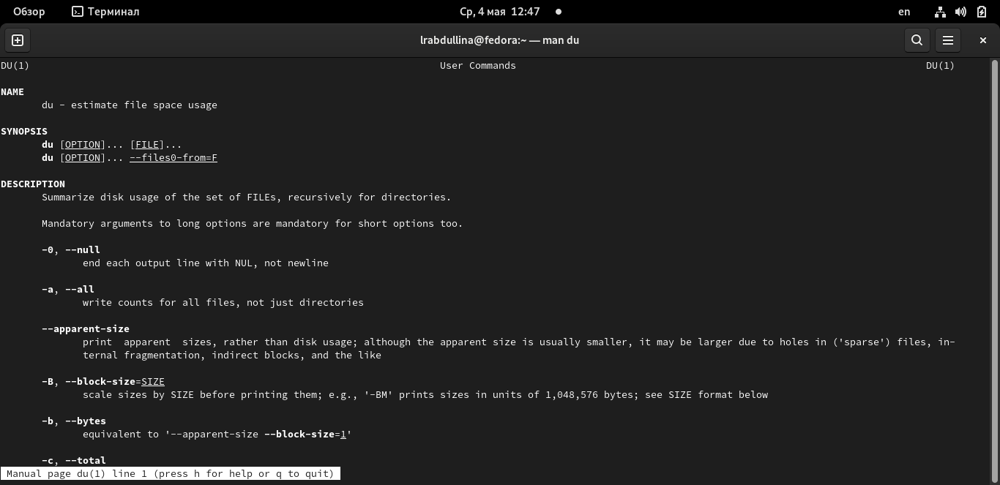 Обзор Терминал Ср, 4 мая 12:47 en
lrabdullina@fedora:~ — man du
DU(1) User Commands DU(1)
NAME
du - estimate file space usage
SYNOPSIS
du [OPTION]... [FILE]...
du [OPTION]... --files0-from=F
DESCRIPTION
Summarize disk usage of the set of FILEs, recursively for directories.
Mandatory arguments to long options are mandatory for short options too.
-0, --null
end each output line with NUL, not newline
-a, --all
write counts for all files, not just directories
--apparent-size
print apparent sizes, rather than disk usage; although the apparent size is usually smaller, it may be larger due to holes in ('sparse') files, in-
ternal fragmentation, indirect blocks, and the like
-B, --block-size=SIZE
scale sizes by SIZE before printing them; e.g., '-BM' prints sizes in units of 1,048,576 bytes; see SIZE format below
-b, --bytes
equivalent to '--apparent-size --block-size=1'
-c, --total
Manual page du(1) line 1 (press h for help or q to quit)